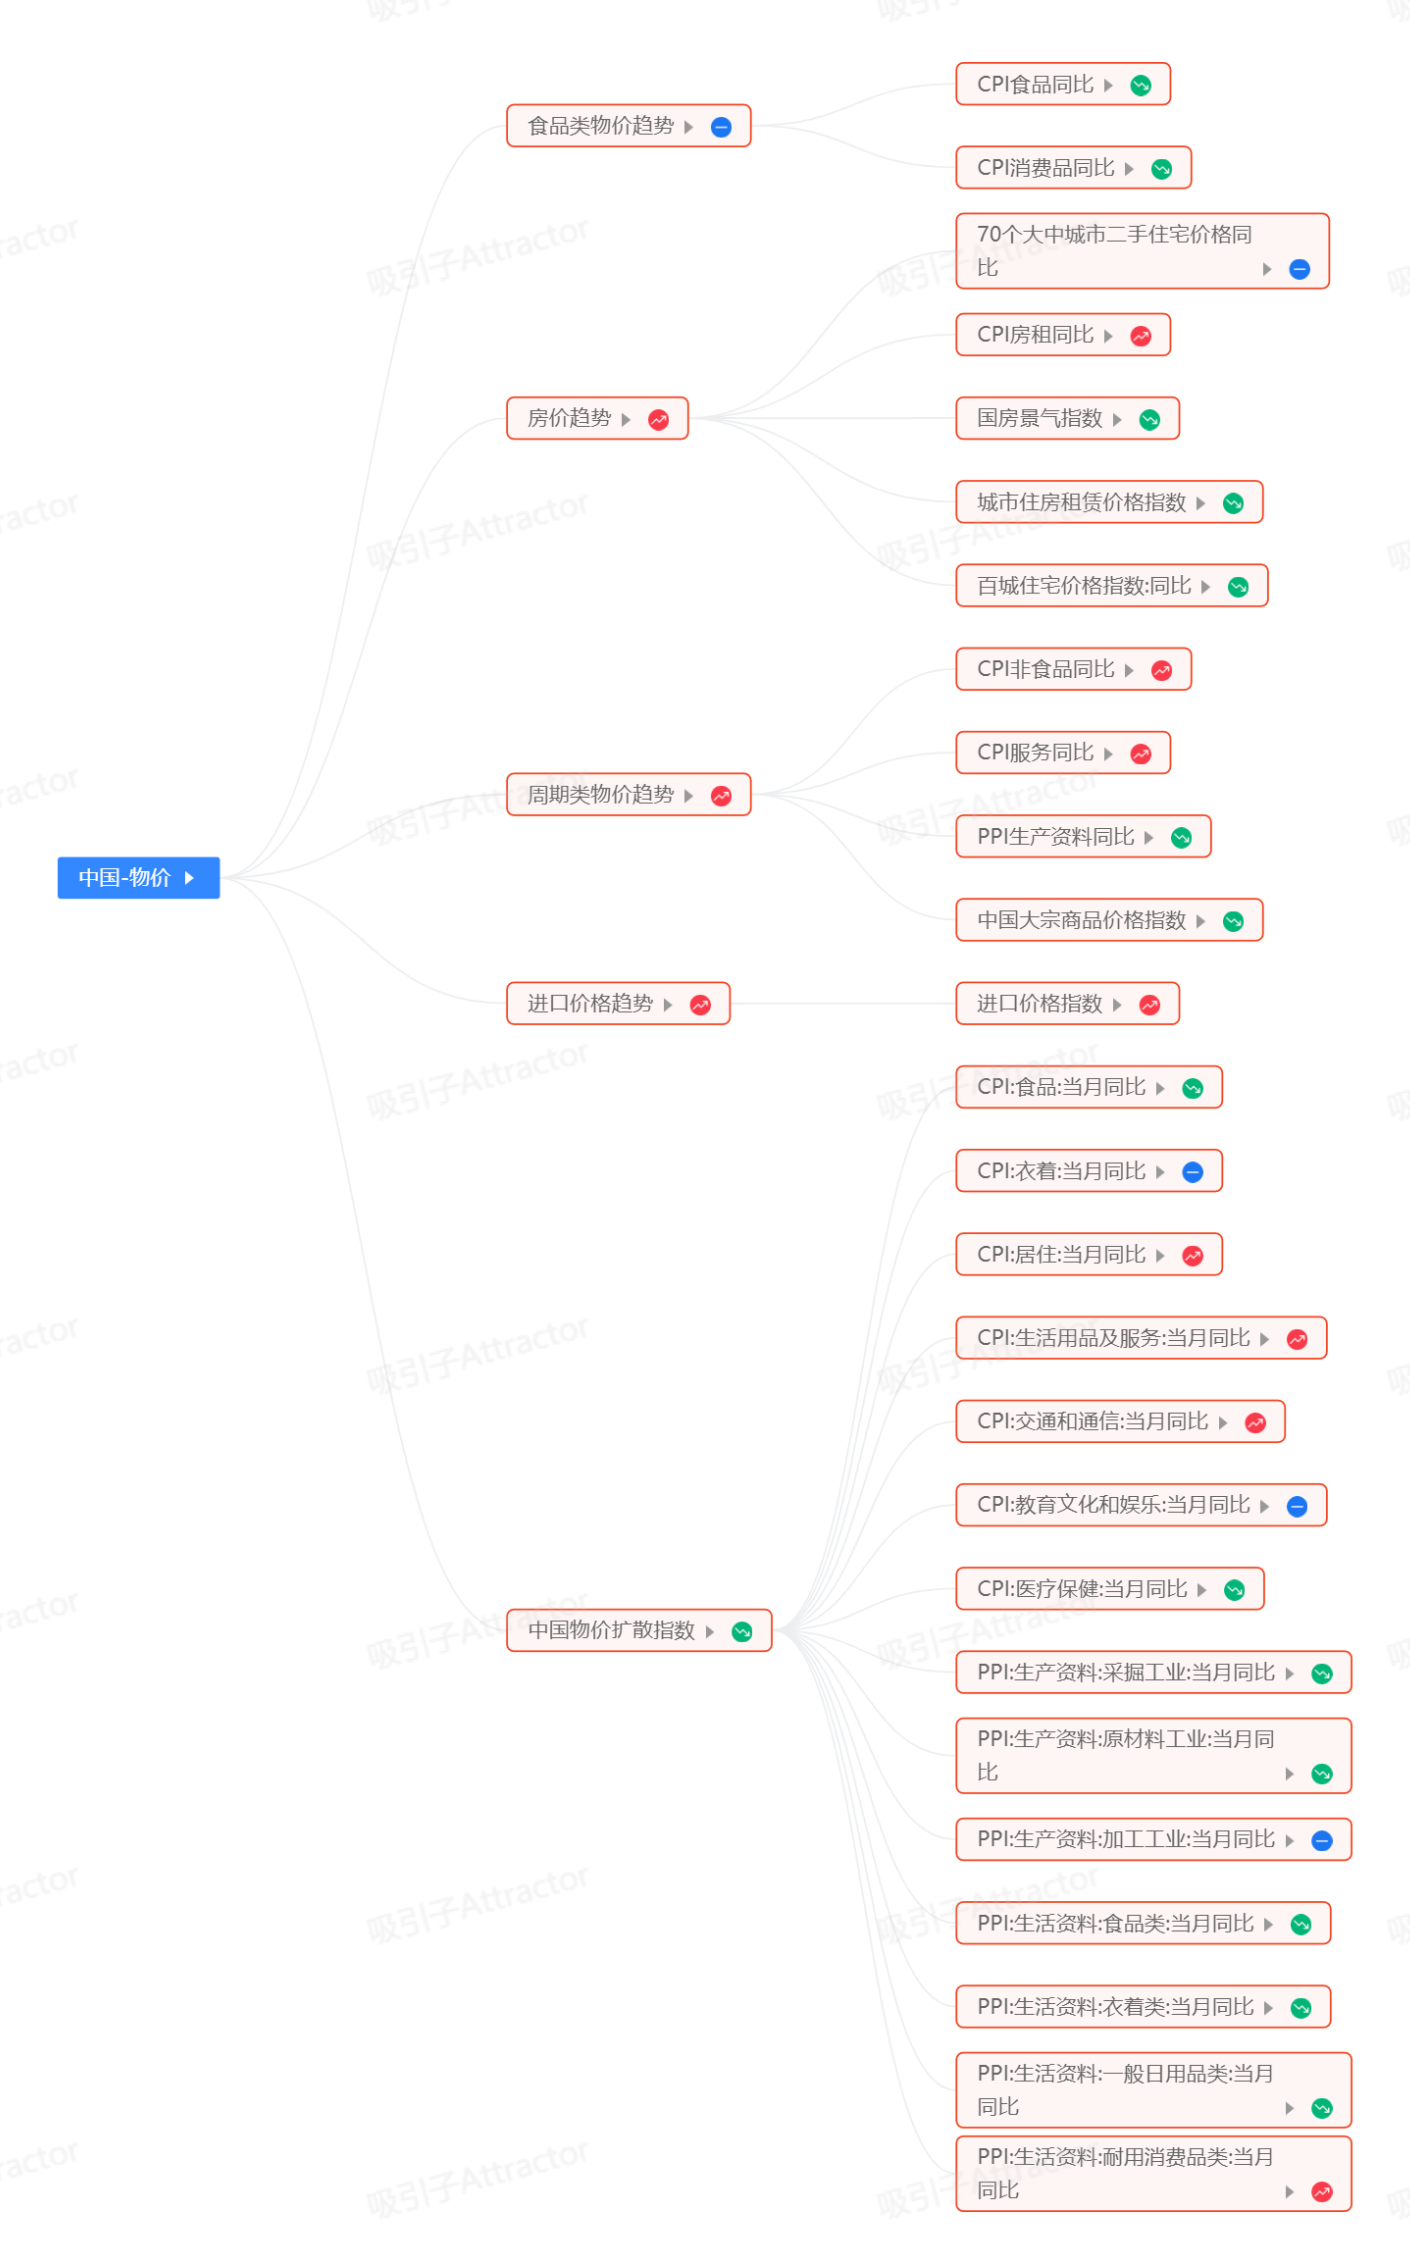 CPI食品同比
食品类物价趋势
CPI消费品同比
70个大中城市二手住宅价格同
比
CPI房租同比
房价趋势
国房景气指数
城市住房租赁价格指数
百城住宅价格指数:同比
CPI非食品同比
CPI服务同比
周期类物价趋势
PPI生产资料同比
中国-物价
中国大宗商品价格指数
进口价格趋势
进口价格指数
CPI:食品:当月同比
CPI:衣着:当月同比
CPI:居住:当月同比
CPI:生活用品及服务:当月同比
CPI:交通和通信:当月同比
CPI:教育文化和娱乐:当月同比
CPI:医疗保健:当月同比
中国物价扩散指数
PPI:生产资料:采掘工业:当月同比
PPI:生产资料:原材料工业:当月同
比
PPI:生产资料:加工工业:当月同比
PPI:生活资料:食品类:当月同比
PPI:生活资料:衣着类:当月同比
PPI:生活资料:一般日用品类:当月
同比
PPI:生活资料:耐用消费品类:当月
同比
吸引子Attractor